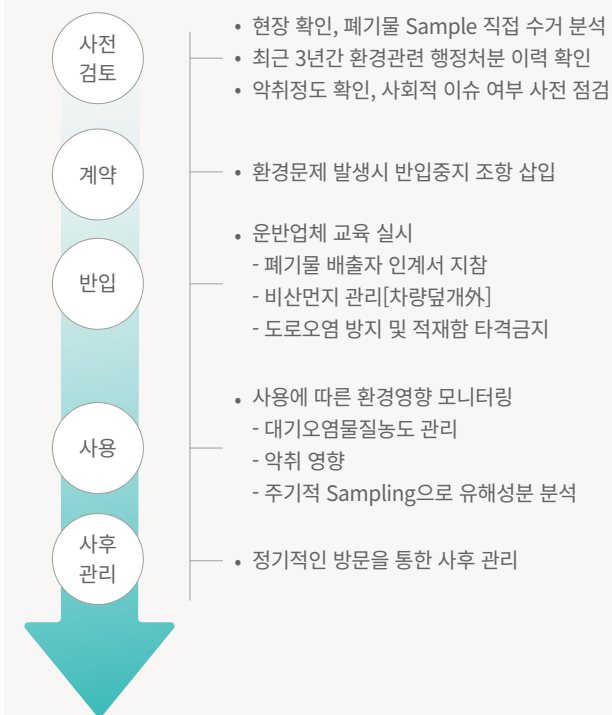 사전
검토
• 현장 확인, 폐기물 Sample 직접 수거 분석
• 최근 3년간 환경관련 행정처분 이력 확인
• 악취정도 확인, 사회적 이슈 여부 사전 점검
계약
• 환경문제 발생시 반입중지 조항 삽입
반입
• 운반업체 교육 실시
- 폐기물 배출자 인계서 지참
- 비산먼지 관리[차량덮개外]
- 도로오염 방지 및 적재함 타격금지
사용
• 사용에 따른 환경영향 모니터링
- 대기오염물질농도 관리
- 악취 영향
- 주기적 Sampling으로 유해성분 분석
사후
관리
• 정기적인 방문을 통한 사후 관리